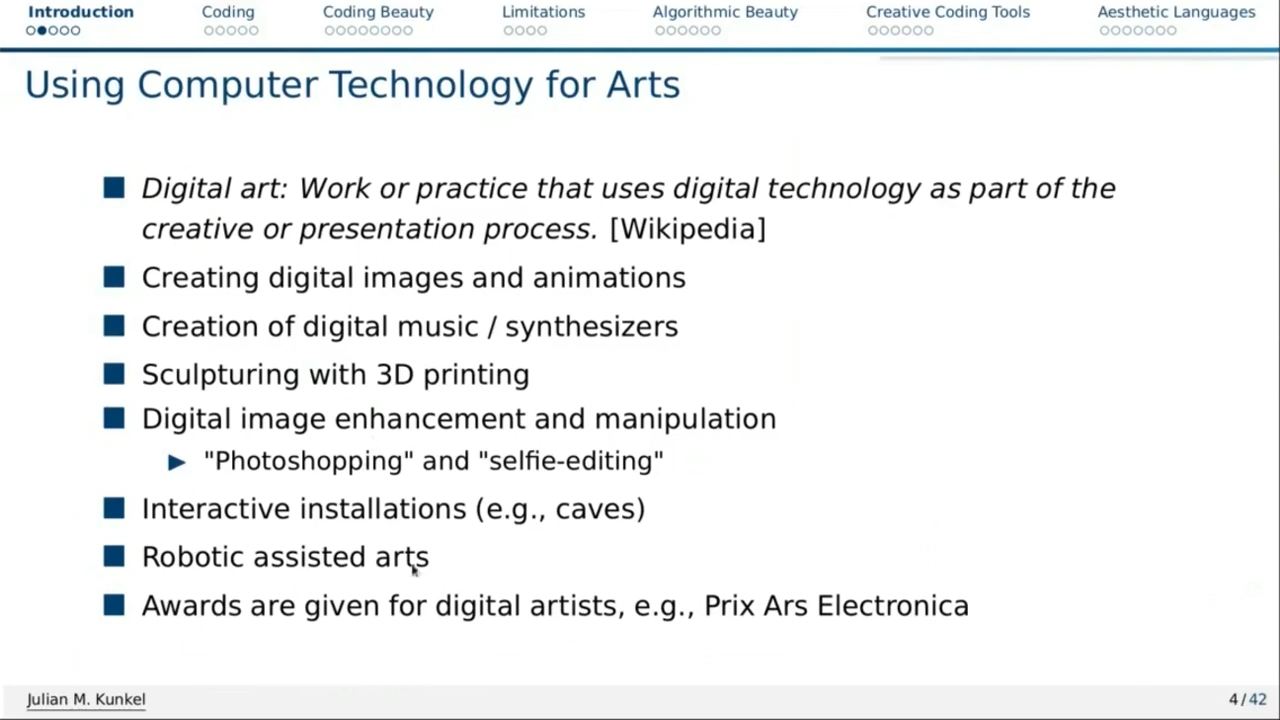 Introduction Coding Coding Beauty Limitations Algorithmic Beauty Creative Coding Tools Aesthetic Languages
Using Computer Technology for Arts
Digital art: Work or practice that uses digital technology as part of the
creative or presentation process. [Wikipedia]
Creating digital images and animations
Creation of digital music / synthesizers
Sculpturing with 3D printing
Digital image enhancement and manipulation
"Photoshopping" and "selfie-editing"
Interactive installations (e.g., caves)
Robotic assisted arts
Awards are given for digital artists, e.g., Prix Ars Electronica
Julian M. Kunkel 4/42